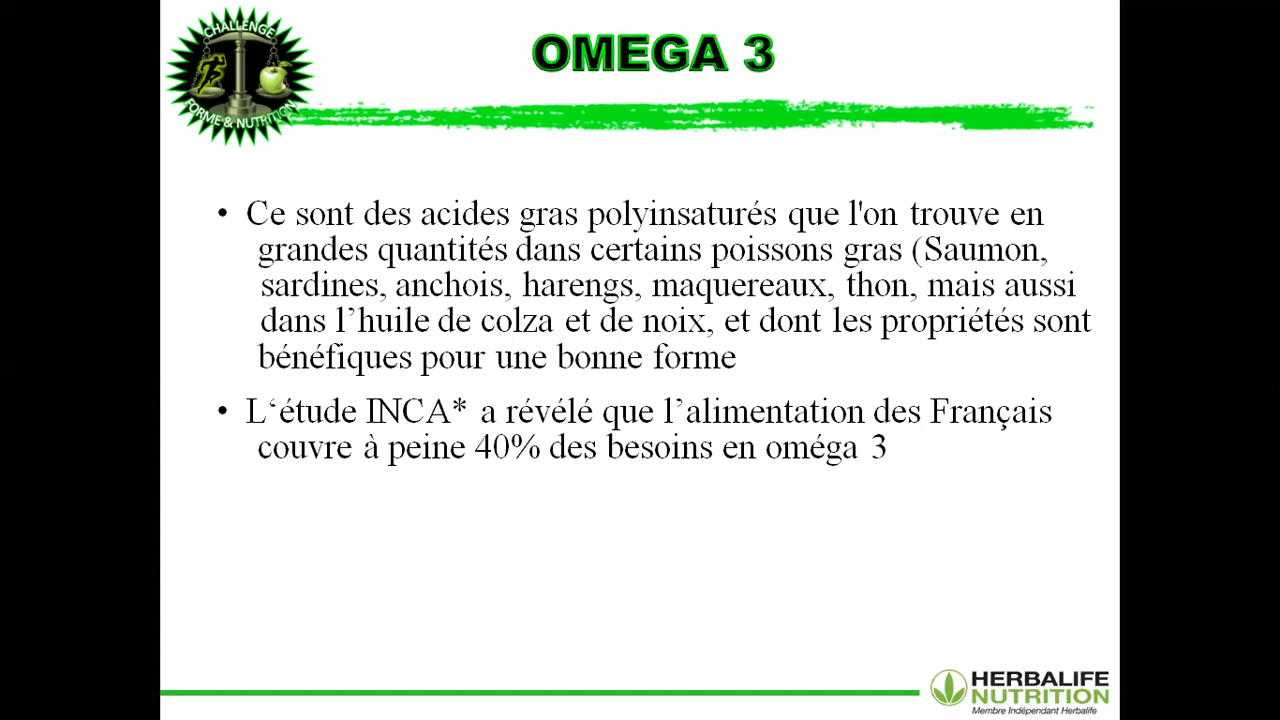 CHALLENGE
FORME & NUTRITION
OMEGA 3
• Ce sont des acides gras polyinsaturés que l'on trouve en
grandes quantités dans certains poissons gras (Saumon,
sardines, anchois, harengs, maquereaux, thon, mais aussi
dans l’huile de colza et de noix, et dont les propriétés sont
bénéfiques pour une bonne forme
• L‘étude INCA* a révélé que l’alimentation des Français
couvre à peine 40% des besoins en oméga 3
HERBALIFE
NUTRITION
Membre Indépendant Herbalife